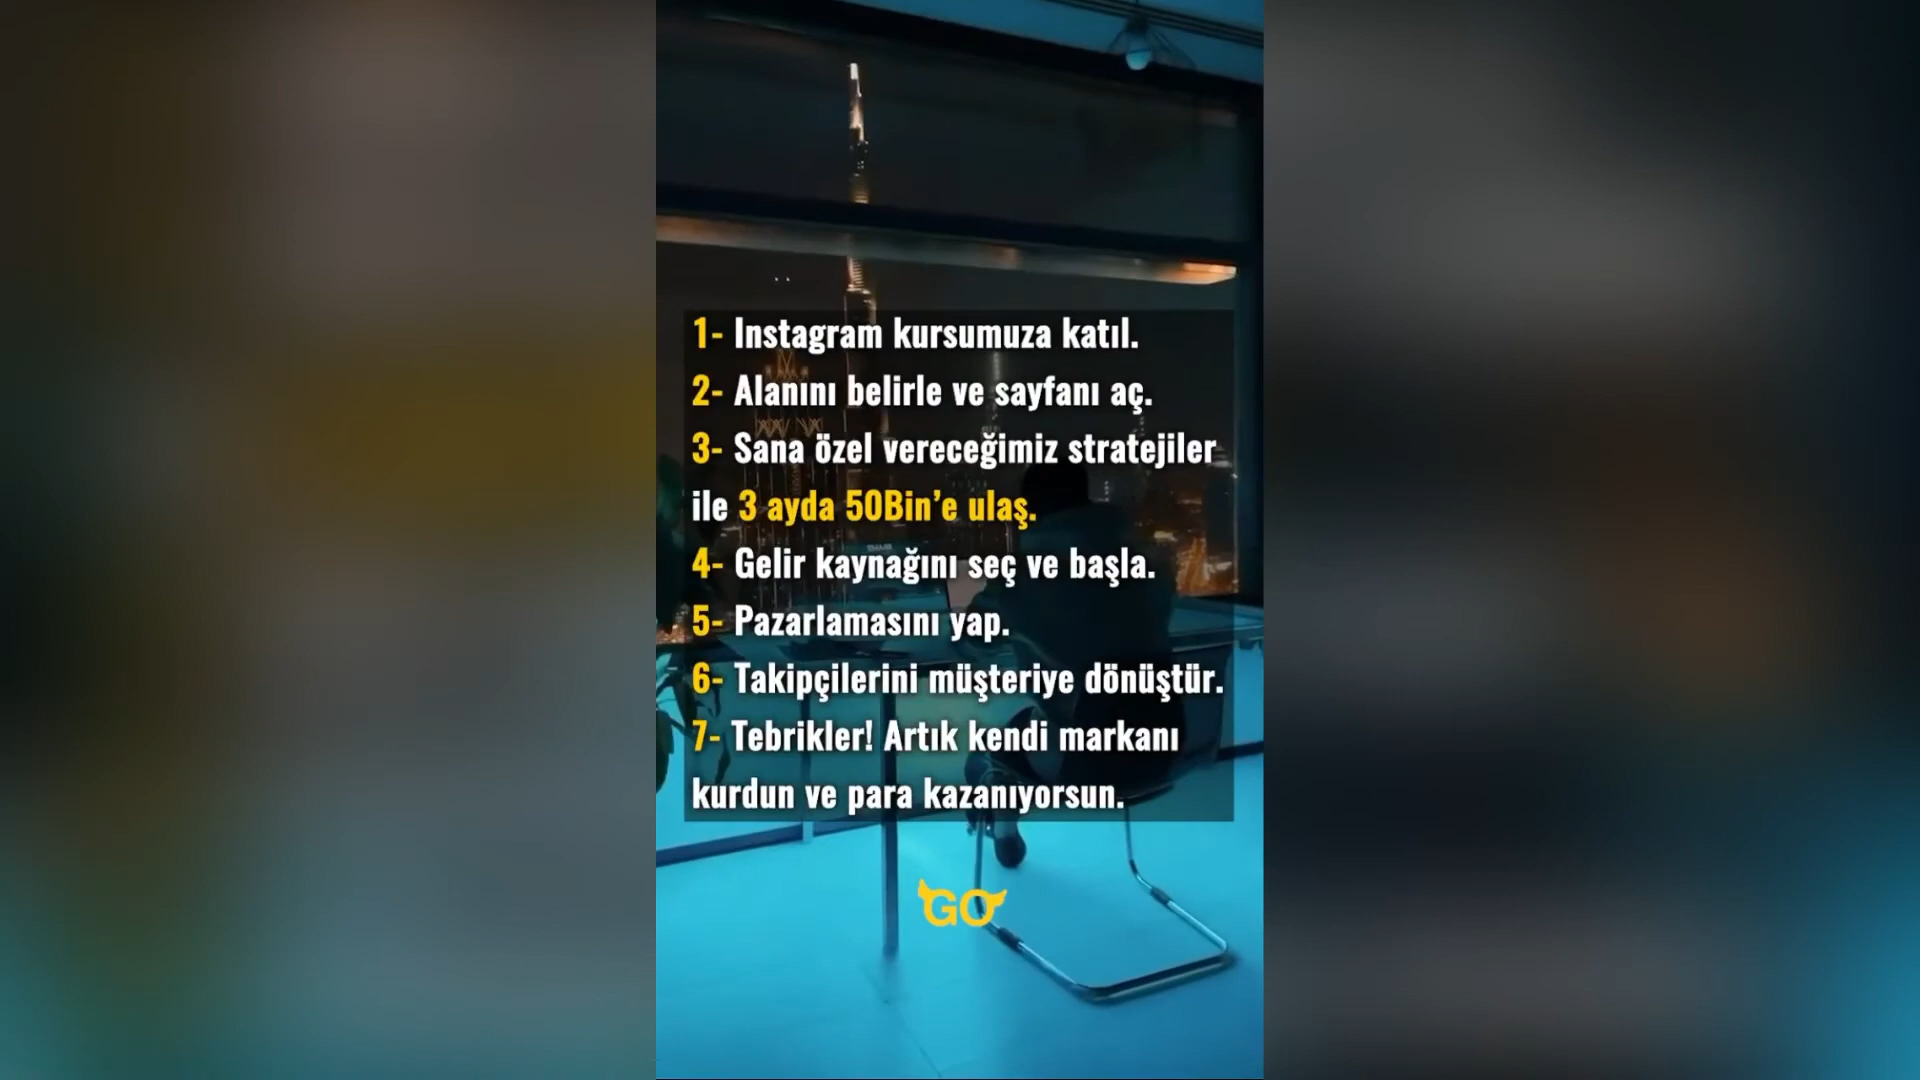 1- Instagram kursumuza katıl.
2- Alanını belirle ve sayfanı aç.
3- Sana özel vereceğimiz stratejiler
ile 3 ayda 50Bin’e ulaş.
4- Gelir kaynağını seç ve başla.
5- Pazarlamasını yap.
6- Takipçilerini müşteriye dönüştür.
7- Tebrikler! Artık kendi markanı
kurdun ve para kazanıyorsun.
GO